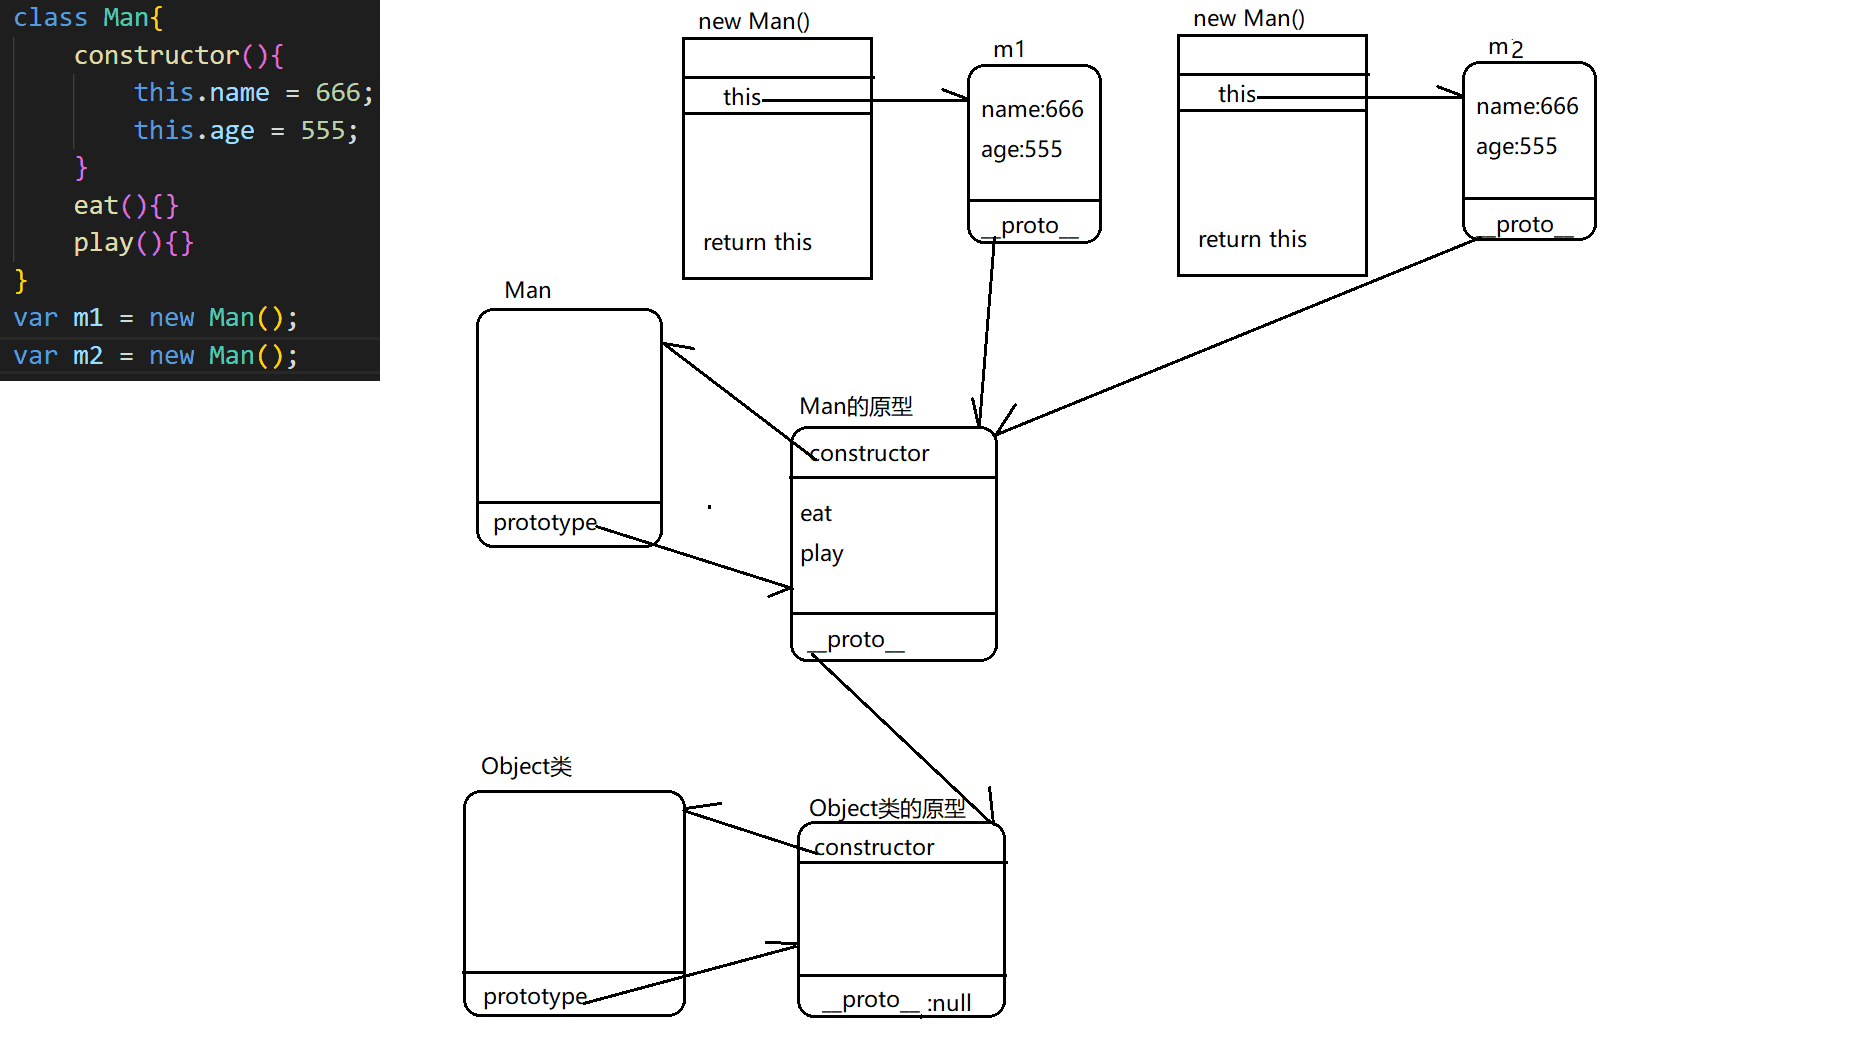 class Man{
constructor(){
this.name = 666;
this.age = 555;
}
eat(){}
play(){}
}
var m1 = new Man();
var m2 = new Man();
new Man()
this
return this
m1
name:666
age:555
__proto__
new Man()
this
return this
m2
name:666
age:555
__proto__
Man
prototype
Man的原型
constructor
eat
play
__proto__
Object类
prototype
Object类的原型
constructor
__proto__ :null